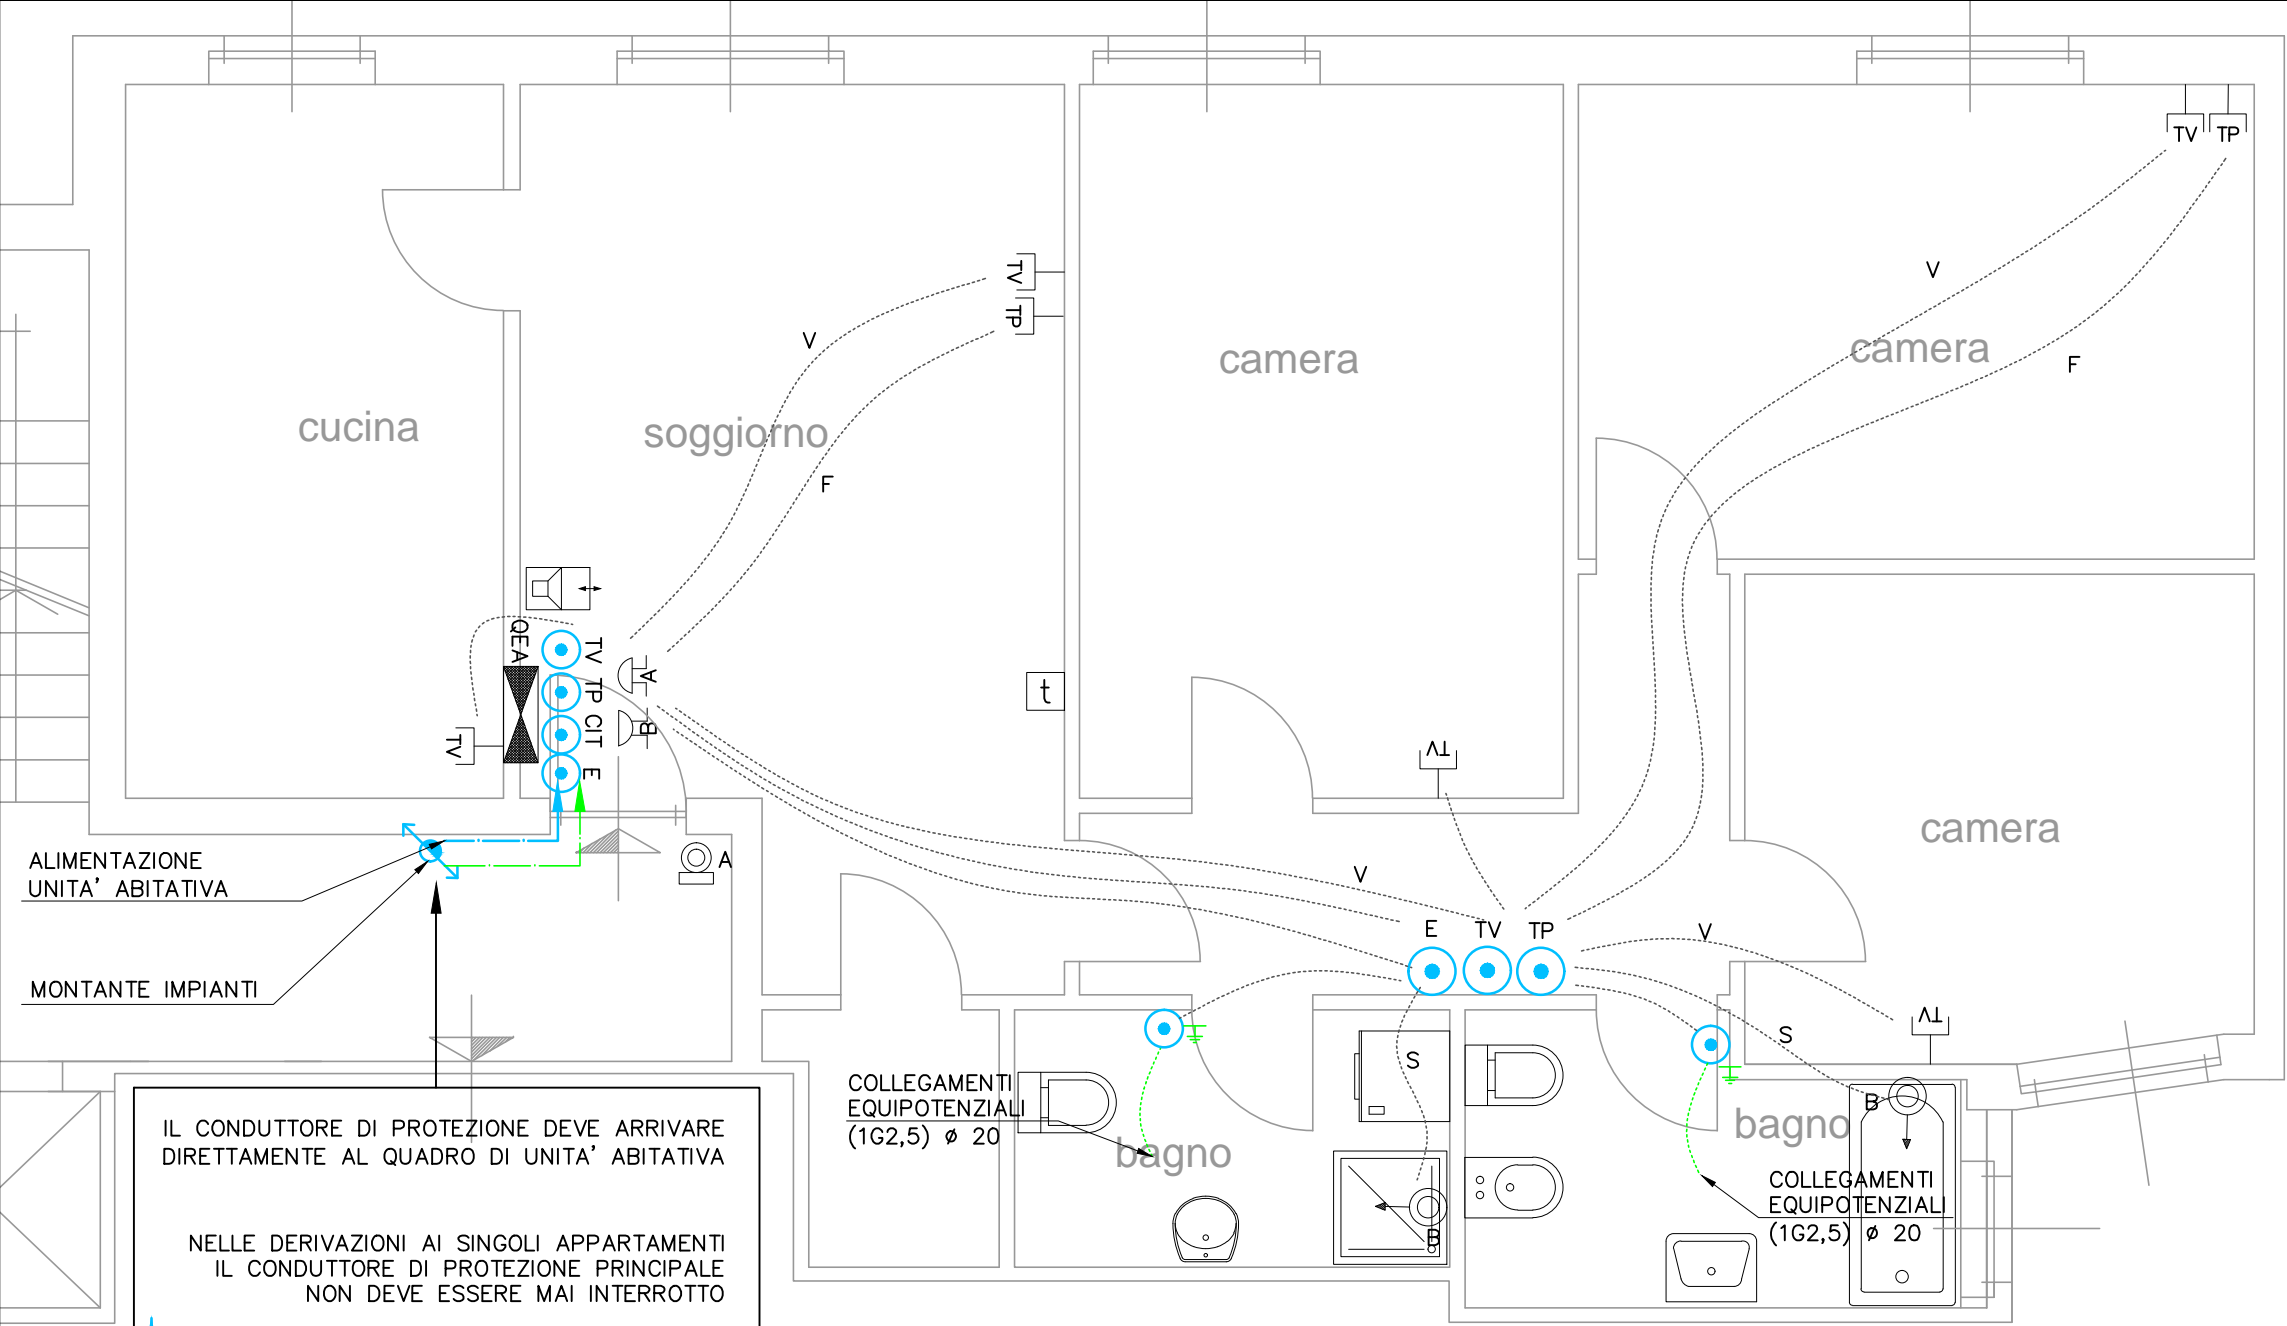 TV
TP
V
TV
TP
V
camera
camera
F
cucina
soggiorno
F
QEA
TV
TP
CIT
E
A
B
t
TV
TV
camera
A
V
ALIMENTAZIONE
UNITA' ABITATIVA
E
TV
TP
V
MONTANTE IMPIANTI
TV
S
S
COLLEGAMENTI
EQUIPOTENZIALI
(1G2,5) Ø 20
B
bagno
bagno
IL CONDUTTORE DI PROTEZIONE DEVE ARRIVARE
DIRETTAMENTE AL QUADRO DI UNITA' ABITATIVA
COLLEGAMENTI
EQUIPOTENZIALI
(1G2,5) Ø 20
B
NELLE DERIVAZIONI AI SINGOLI APPARTAMENTI
IL CONDUTTORE DI PROTEZIONE PRINCIPALE
NON DEVE ESSERE MAI INTERROTTO